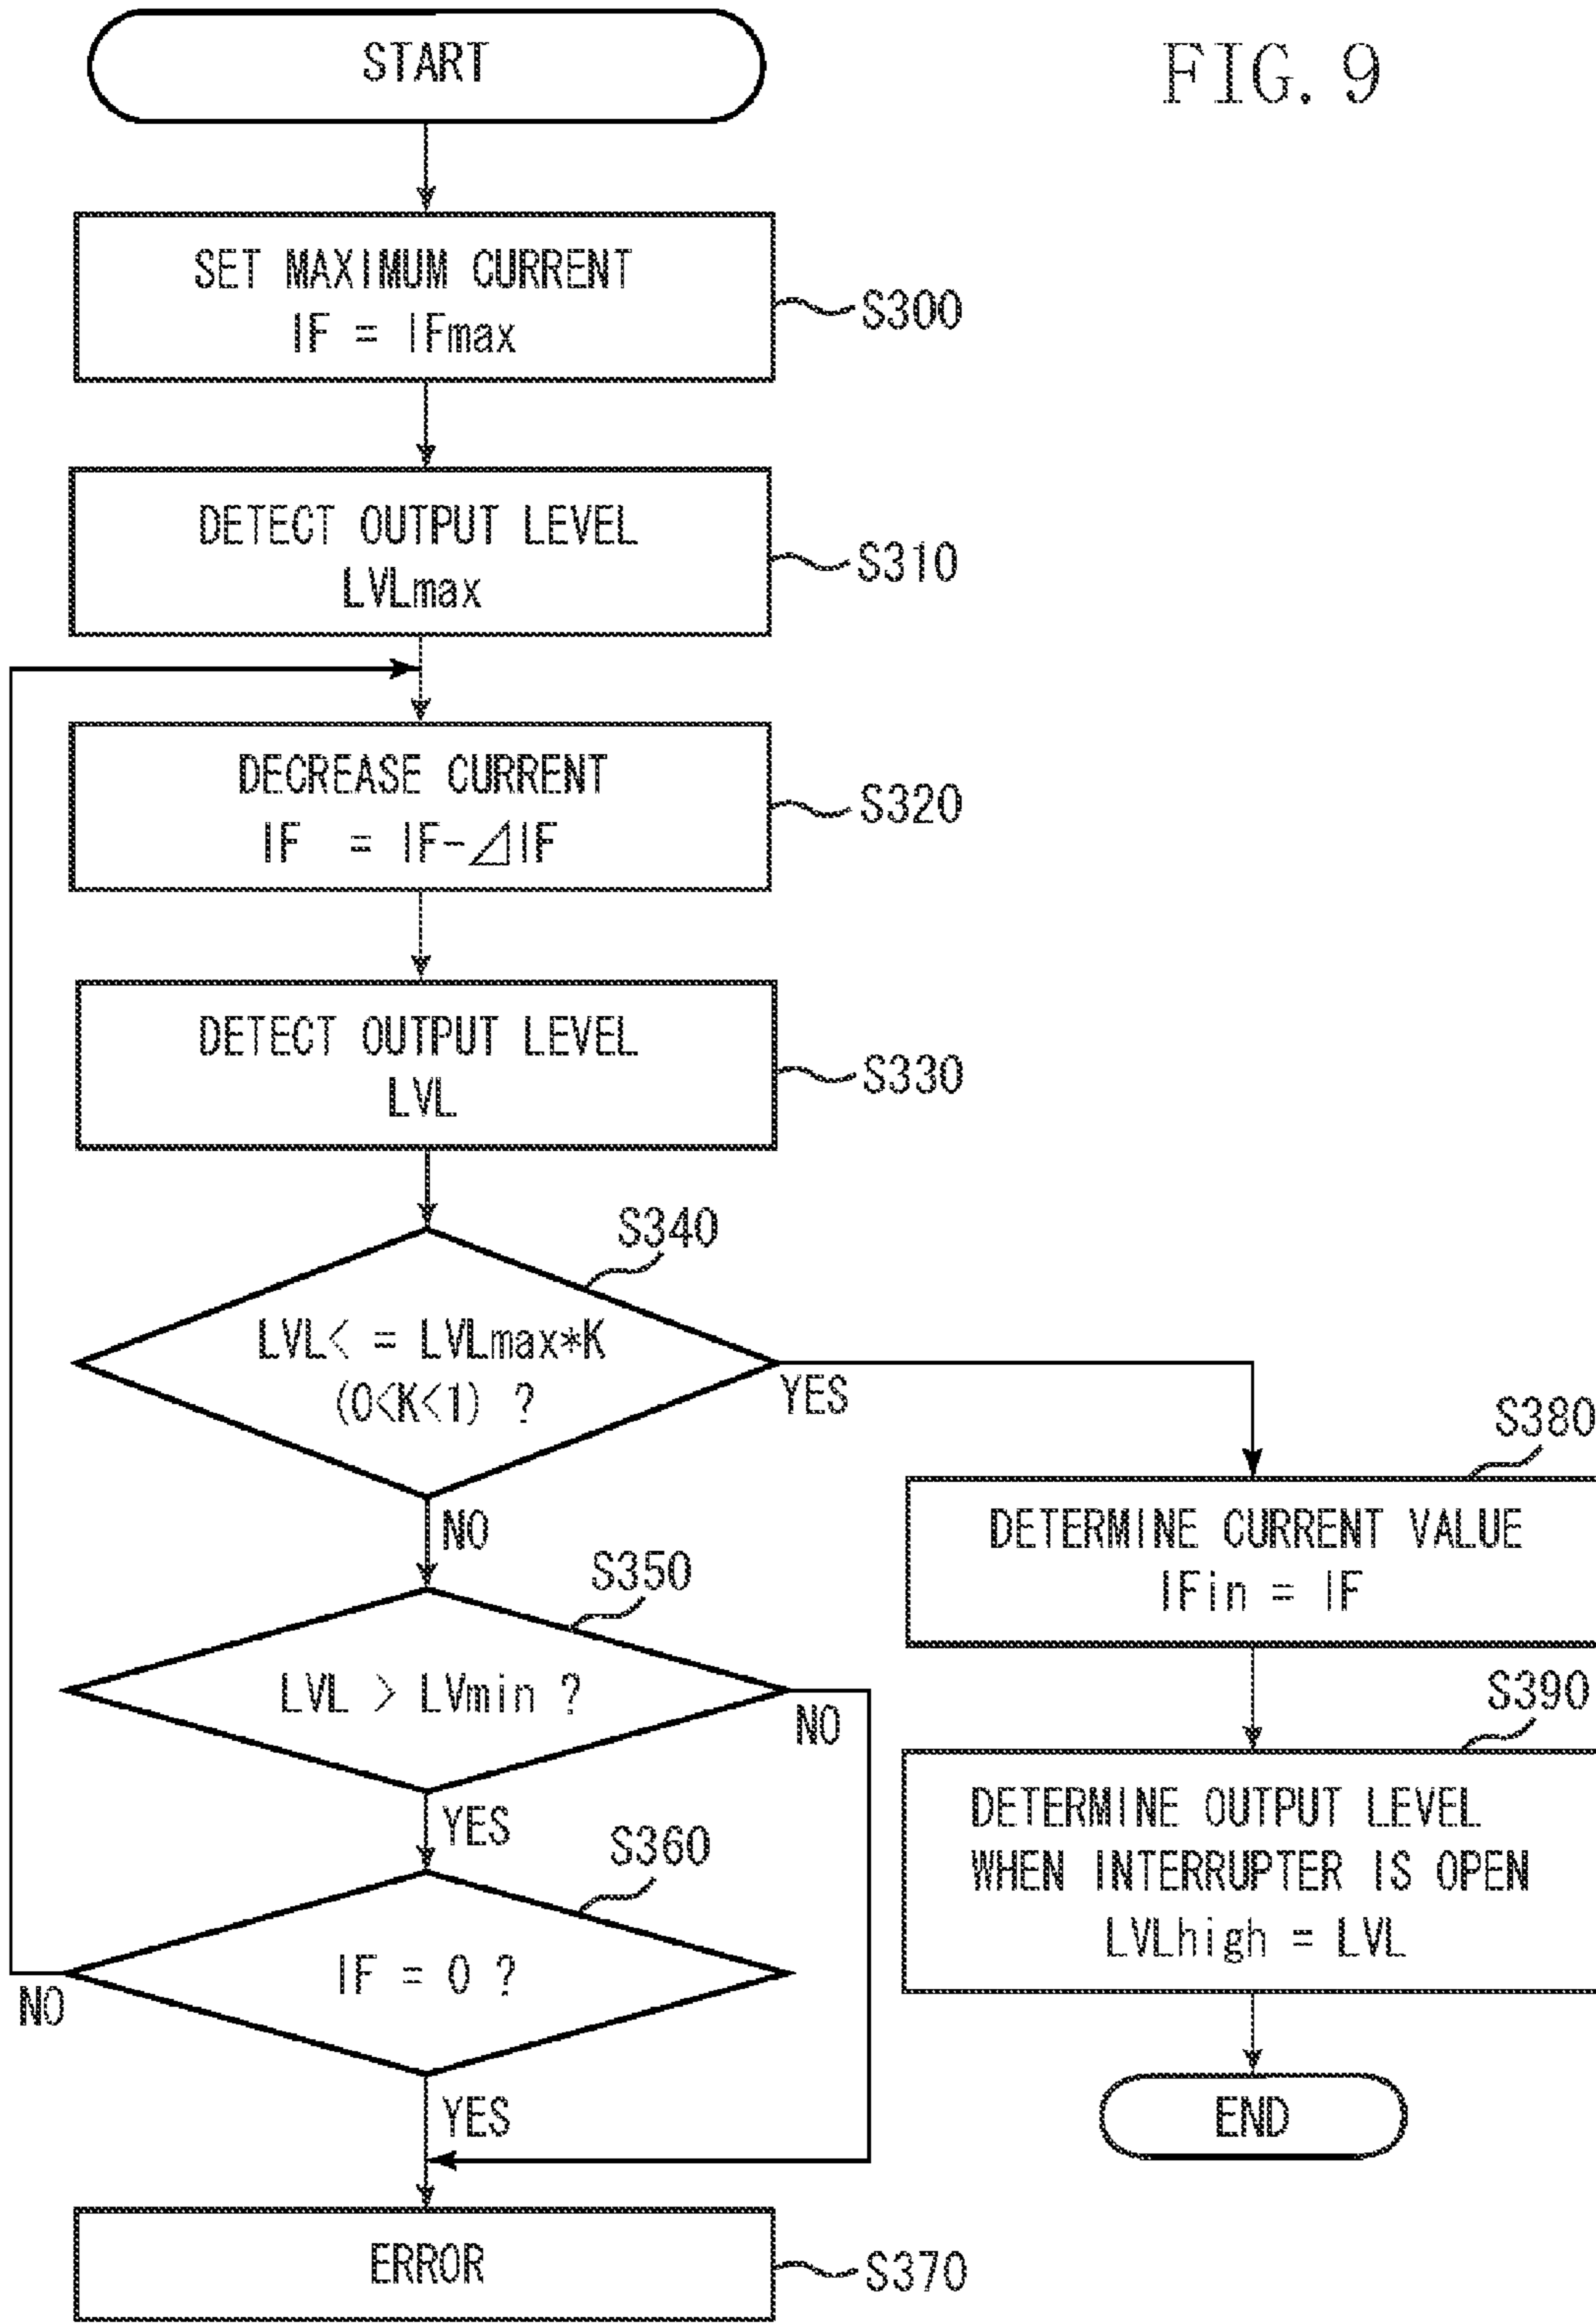 FIG. 9
START
SET MAXIMUM CURRENT
IF = IFmax
S300
DETECT OUTPUT LEVEL
LVLmax
S310
DECREASE CURRENT
IF = IF-⊿IF
S320
DETECT OUTPUT LEVEL
LVL
S330
S340
LVL< = LVLmax*K
(0<K<1) ?
YES
NO
S350
LVL > LVmin ?
NO
YES
S360
IF = 0 ?
NO
YES
ERROR
S370
S380
DETERMINE CURRENT VALUE
IFin = IF
S390
DETERMINE OUTPUT LEVEL
WHEN INTERRUPTER IS OPEN
LVLhigh = LVL
END